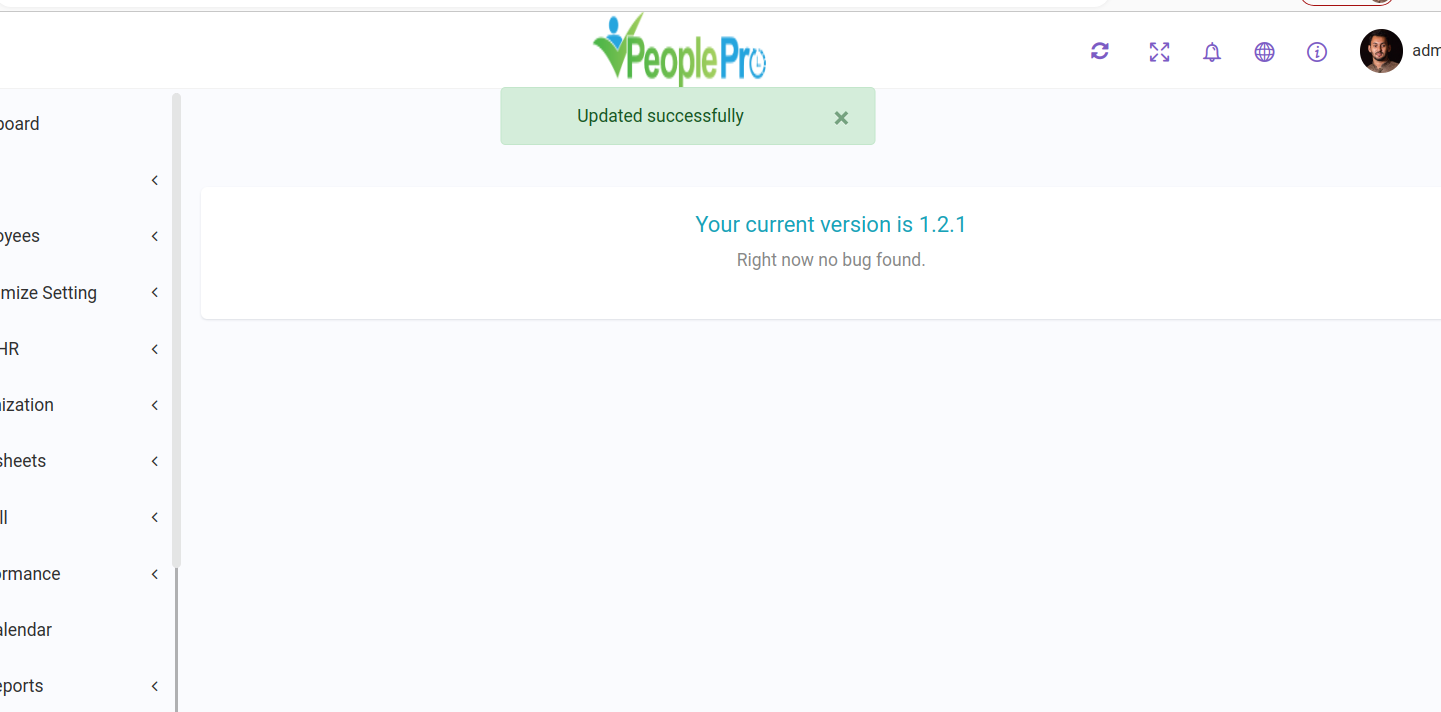 PeoplePro
adm
board
Updated successfully
oyees
Your current version is 1.2.1
Right now no bug found.
mize Setting
HR
ization
sheets
ll
ormance
alendar
eports